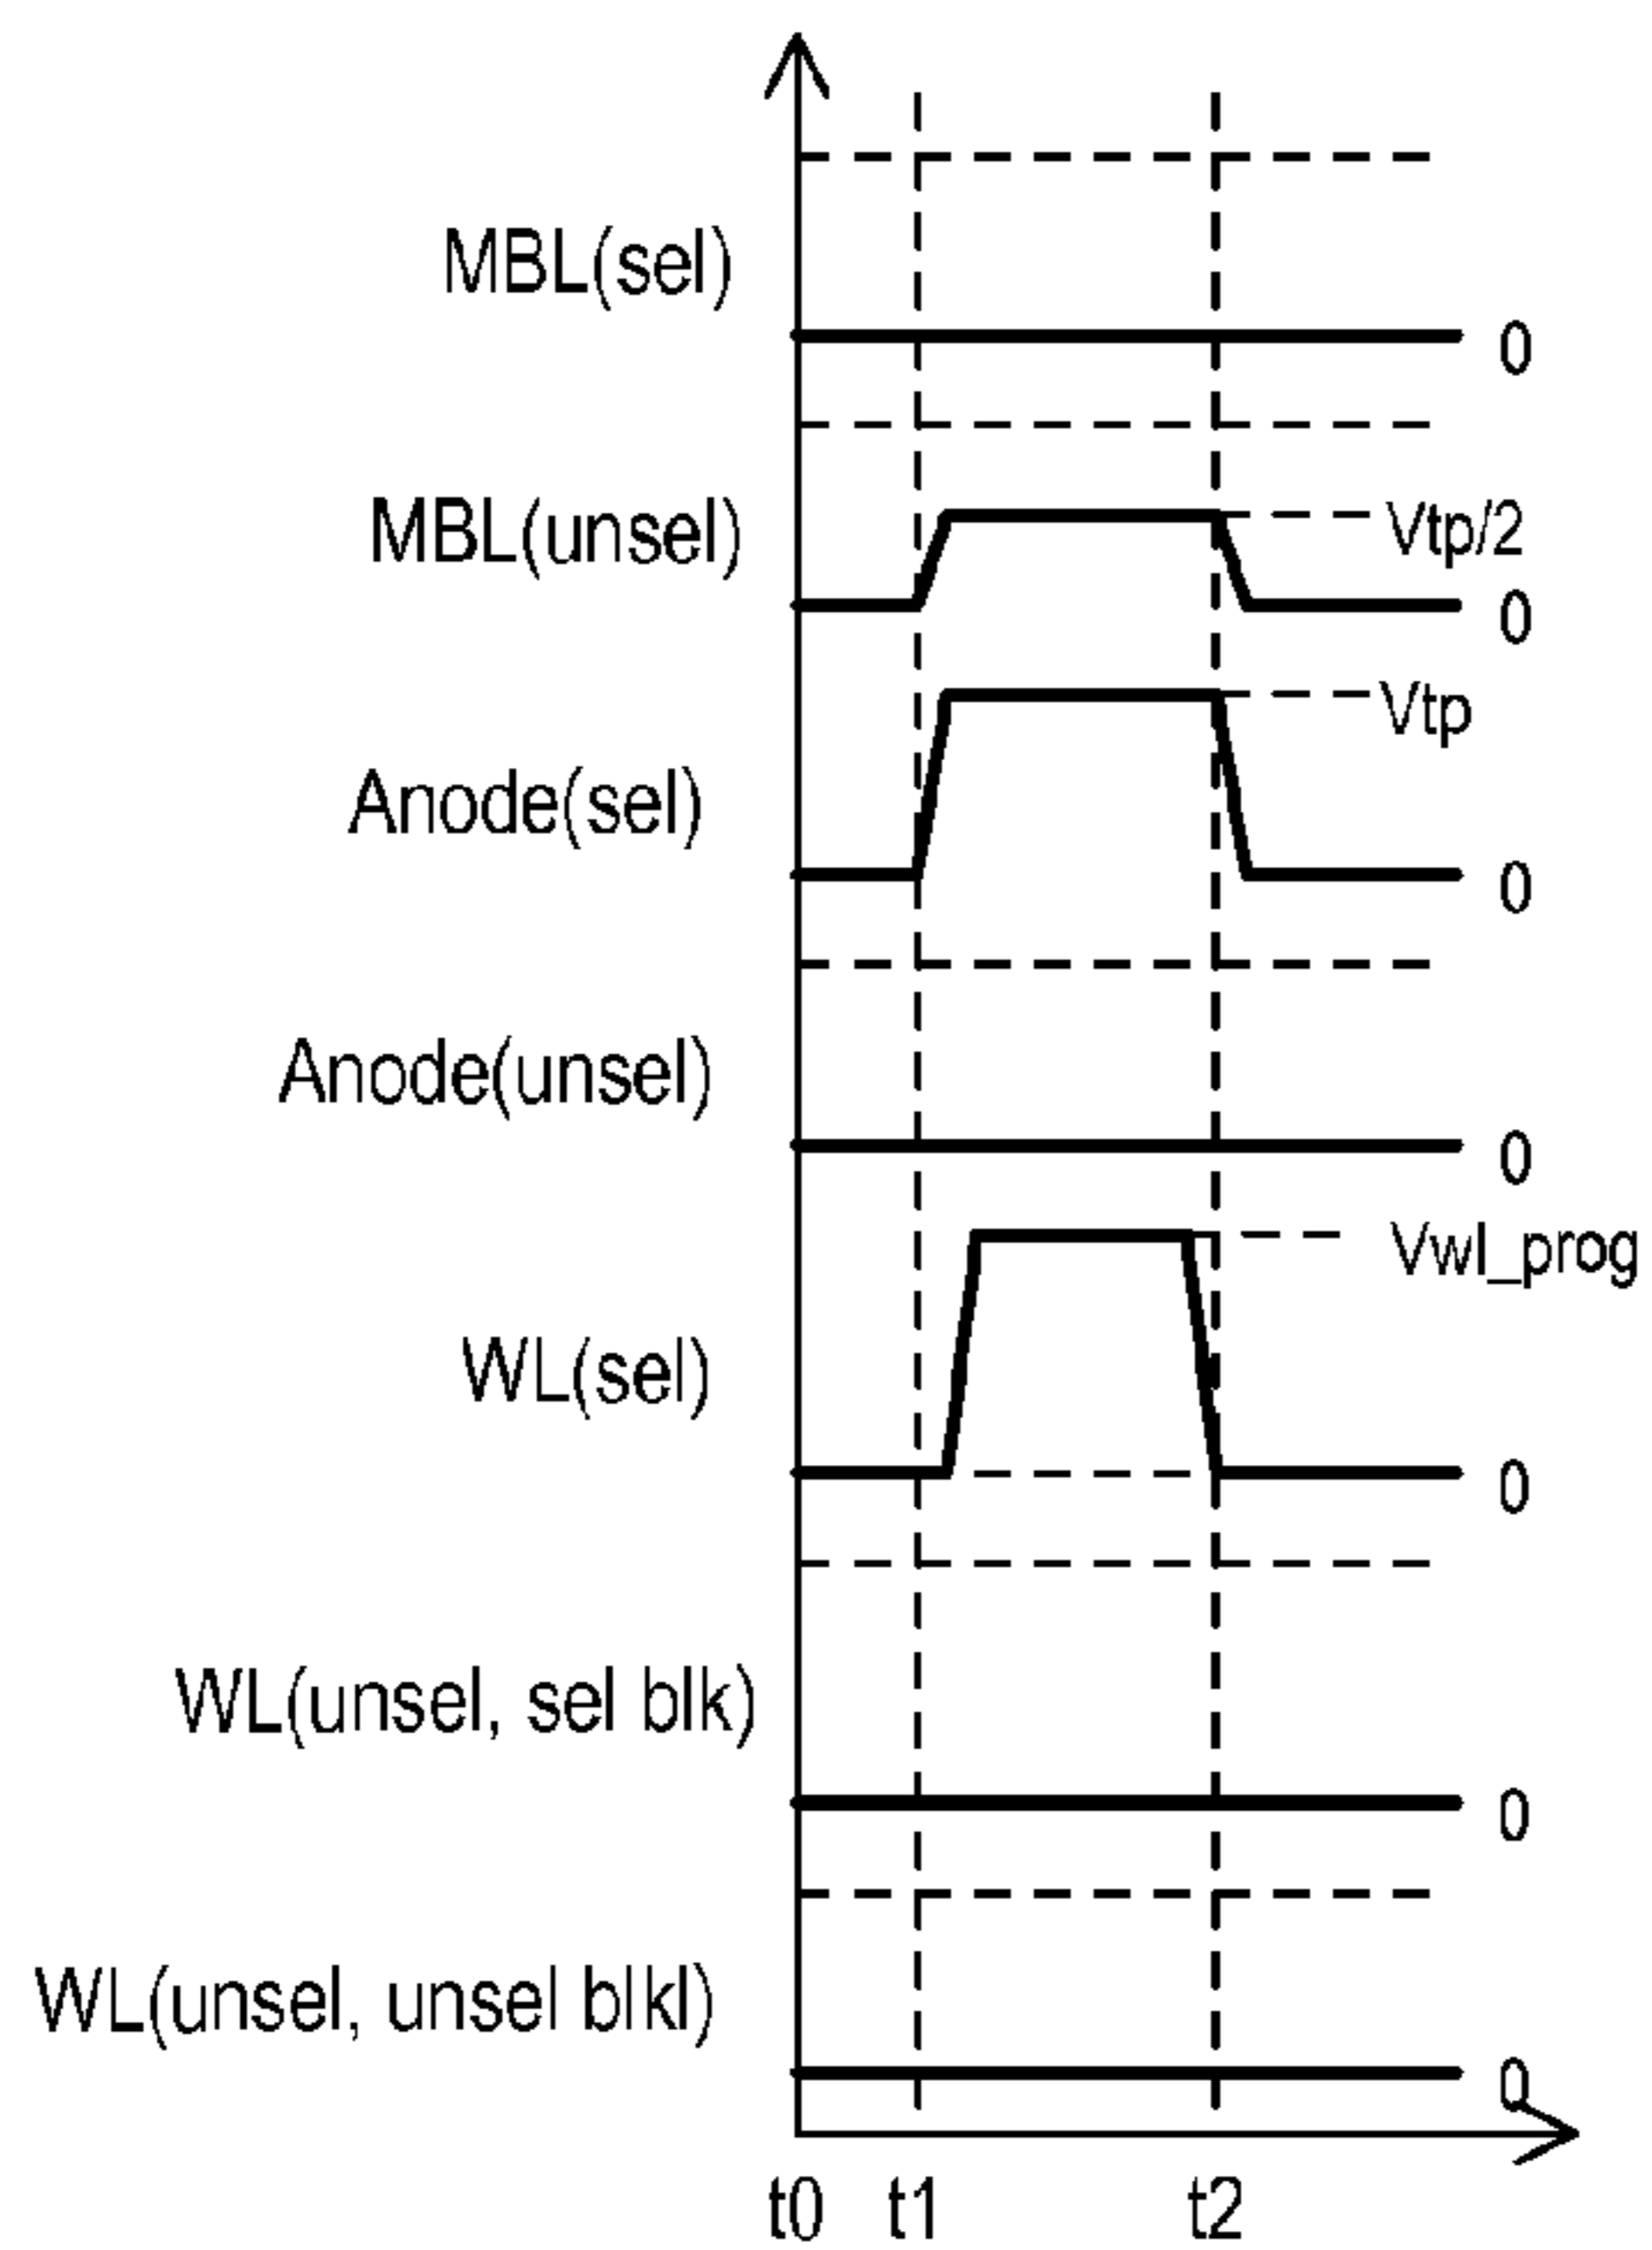 MBL(sel)
0
MBL(unsel)
Vtp/2
0
Vtp
Anode(sel)
0
Anode(unsel)
0
Vwl_prog
WL(sel)
0
WL(unsel, sel blk)
0
WL(unsel, unsel blkl)
0
t0 t1 t2